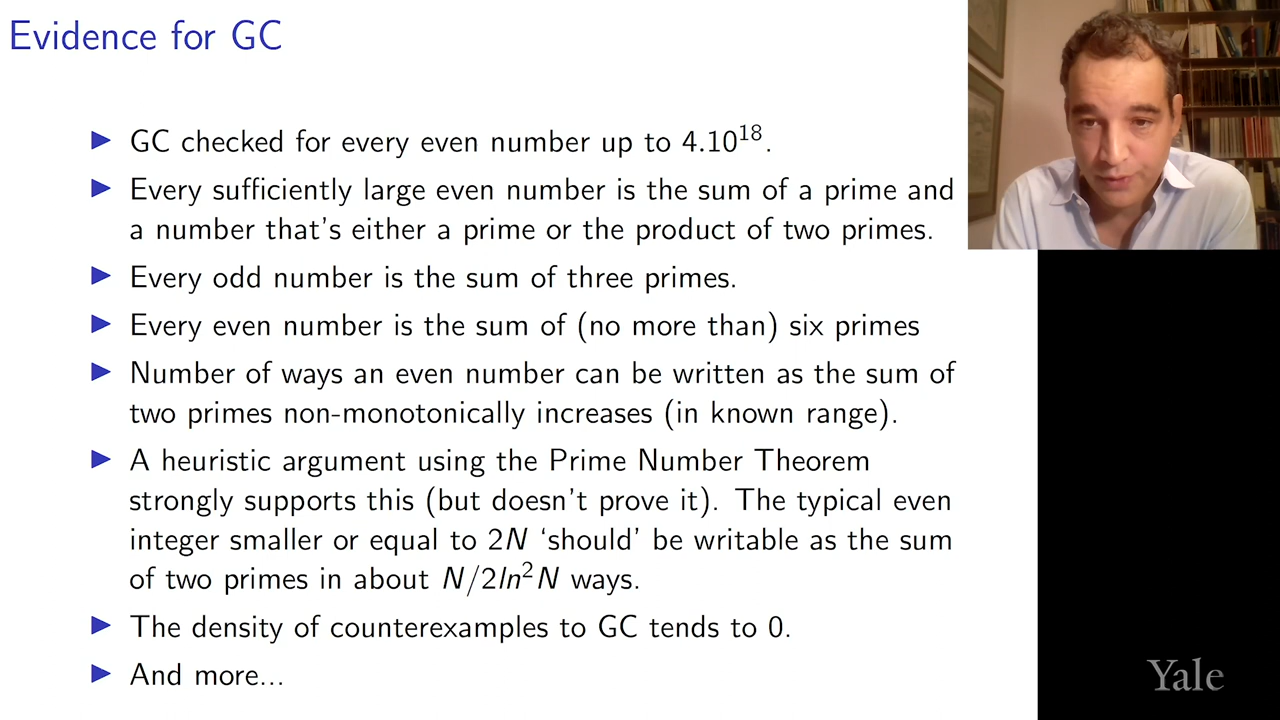 Evidence for GC
▶ GC checked for every even number up to 4.10¹⁸.
▶ Every sufficiently large even number is the sum of a prime and
a number that's either a prime or the product of two primes.
▶ Every odd number is the sum of three primes.
▶ Every even number is the sum of (no more than) six primes
▶ Number of ways an even number can be written as the sum of
two primes non-monotonically increases (in known range).
▶ A heuristic argument using the Prime Number Theorem
strongly supports this (but doesn't prove it). The typical even
integer smaller or equal to 2N ‘should’ be writable as the sum
of two primes in about N/2ln²N ways.
▶ The density of counterexamples to GC tends to 0.
▶ And more...
Yale